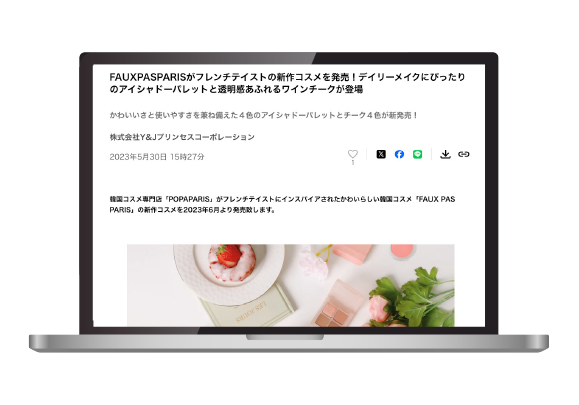 FAUXPASPARISがフレンチテイストの新作コスメを発売！デイリーメイクにぴったり
のアイシャドーパレットと透明感あふれるワインチークが登場
かわいいさと使いやすさを兼ね備えた４色のアイシャドーパレットとチーク４色が新発売！
株式会社Y&Jプリンセスコーポレーション
2023年5月30日 15時27分
1
韓国コスメ専門店「POPAPARIS」がフレンチテイストにインスパイアされたかわいらしい韓国コスメ「FAUX PAS
PARIS」の新作コスメを2023年6月より発売致します。